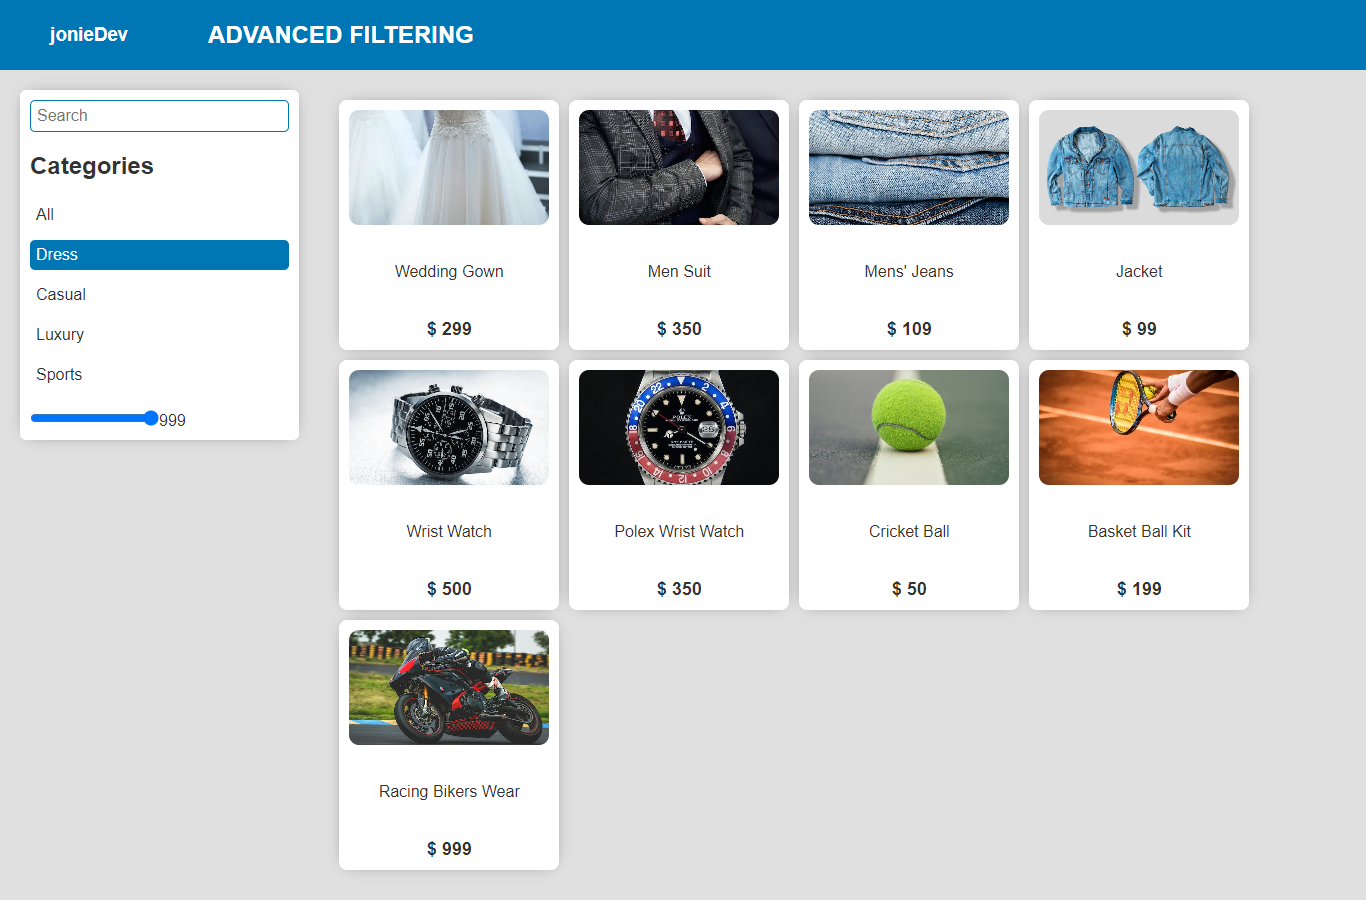 jonieDev
ADVANCED FILTERING
Search
Categories
All
Dress
Casual
Luxury
Sports
999
Wedding Gown
$ 299
Men Suit
$ 350
Mens' Jeans
$ 109
Jacket
$ 99
Wrist Watch
$ 500
Polex Wrist Watch
$ 350
Cricket Ball
$ 50
Basket Ball Kit
$ 199
Racing Bikers Wear
$ 999